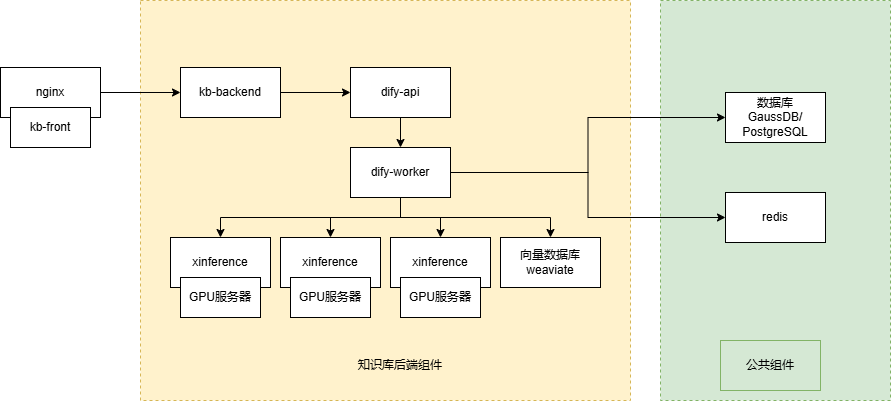 nginx
kb-front
kb-backend
dify-api
dify-worker
xinference
GPU服务器
xinference
GPU服务器
xinference
GPU服务器
向量数据库
weaviate
知识库后端组件
数据库
GaussDB/
PostgreSQL
redis
公共组件